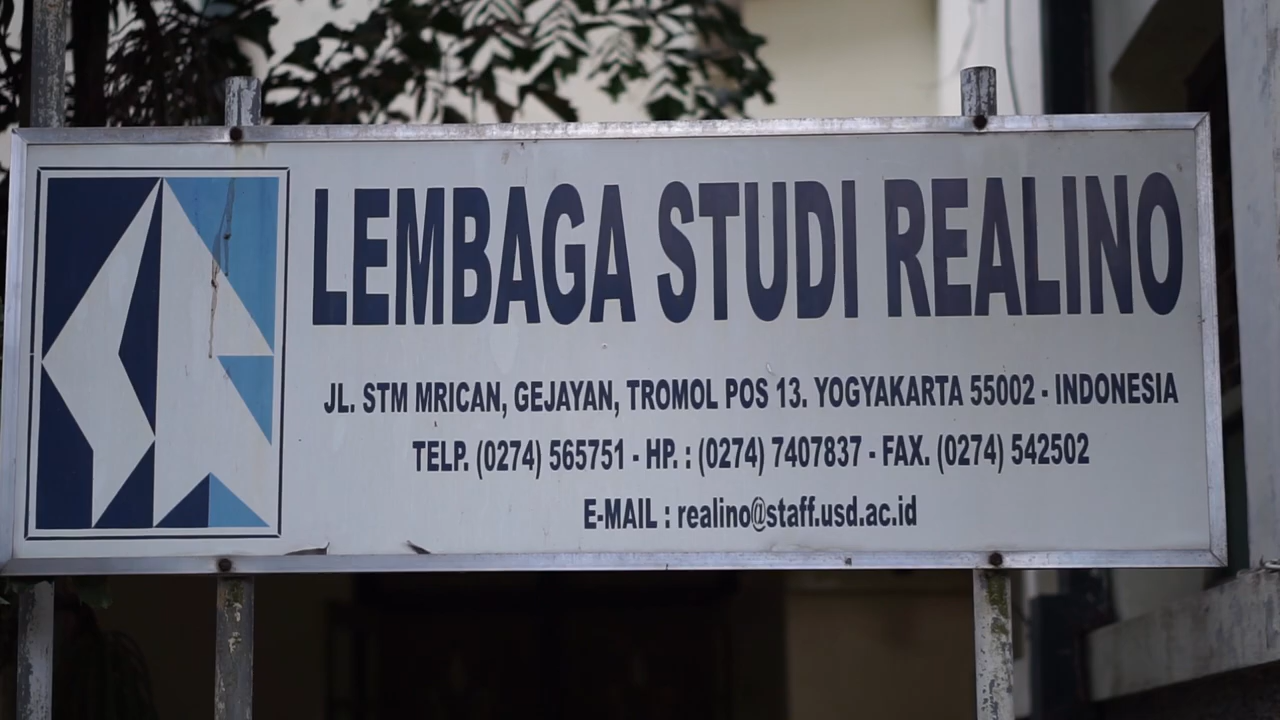 LEMBAGA STUDI REALINO
JL. STM MRICAN, GEJAYAN, TROMOL POS 13. YOGYAKARTA 55002 - INDONESIA
TELP. (0274) 565751 - HP. : (0274) 7407837 - FAX. (0274) 542502
E-MAIL : realino@staff.usd.ac.id